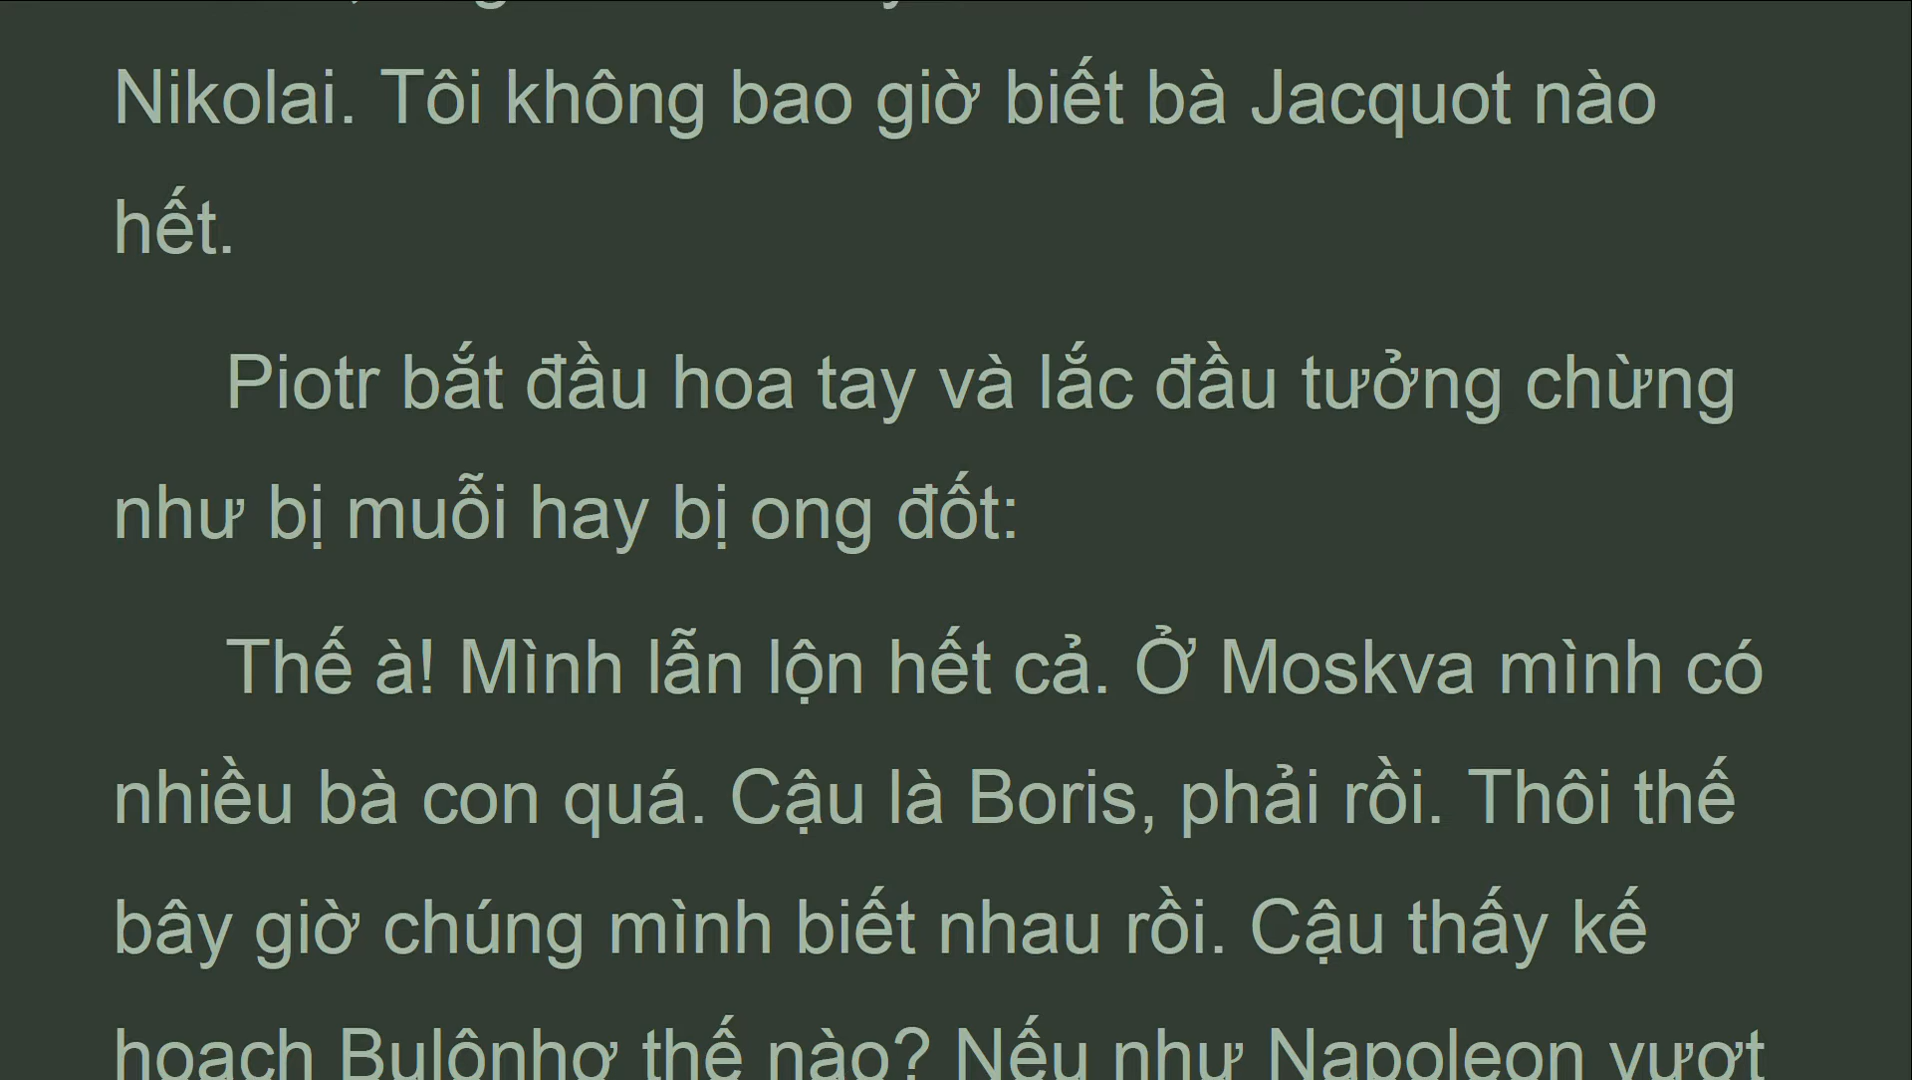 Nikolai. Tôi không bao giờ biết bà Jacquot nào
hết.
Piotr bắt đầu hoa tay và lắc đầu tưởng chừng
như bị muỗi hay bị ong đốt:
Thế à! Mình lẫn lộn hết cả. Ở Moskva mình có
nhiều bà con quá. Cậu là Boris, phải rồi. Thôi thế
bây giờ chúng mình biết nhau rồi. Cậu thấy kế
hoạch Bulônhơ thế nào? Nếu như Napoleon vượt